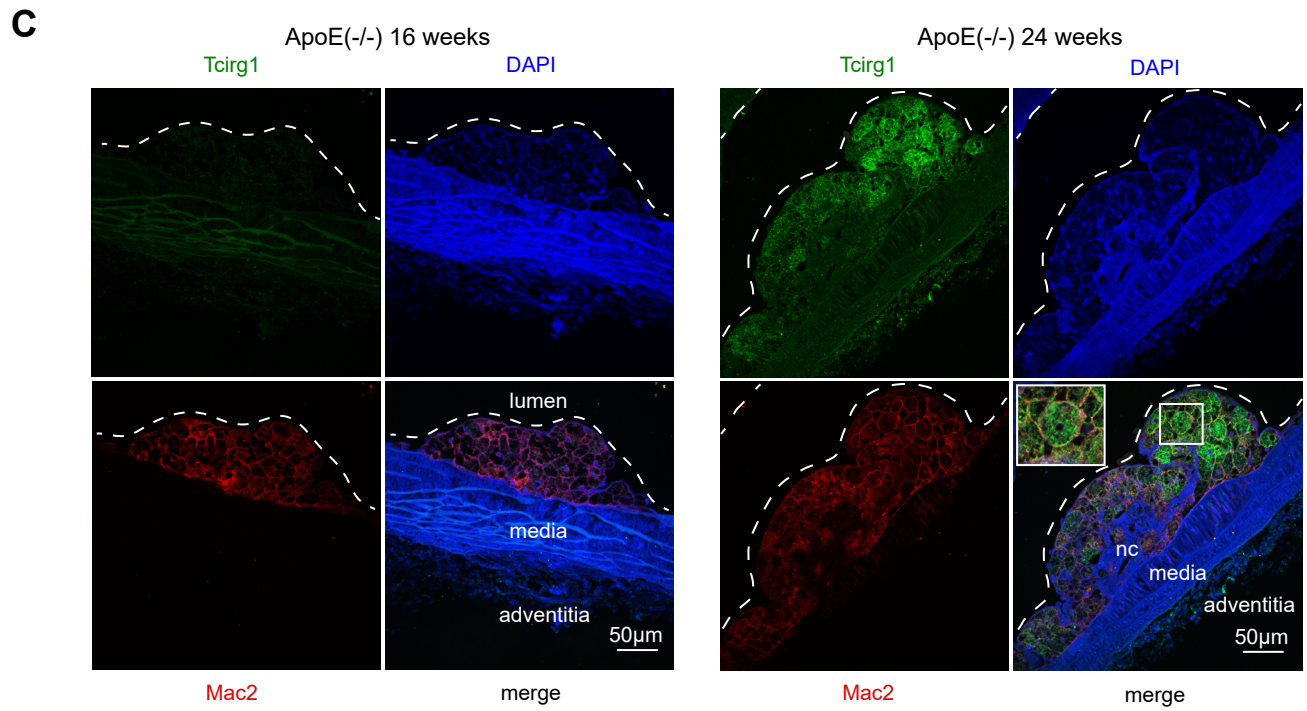 C
ApoE(-/-) 16 weeks
ApoE(-/-) 24 weeks
Tcirg1
DAPI
Tcirg1
DAPI
lumen
media
adventitia
50µm
nc
media
adventitia
50µm
Mac2
merge
Mac2
merge